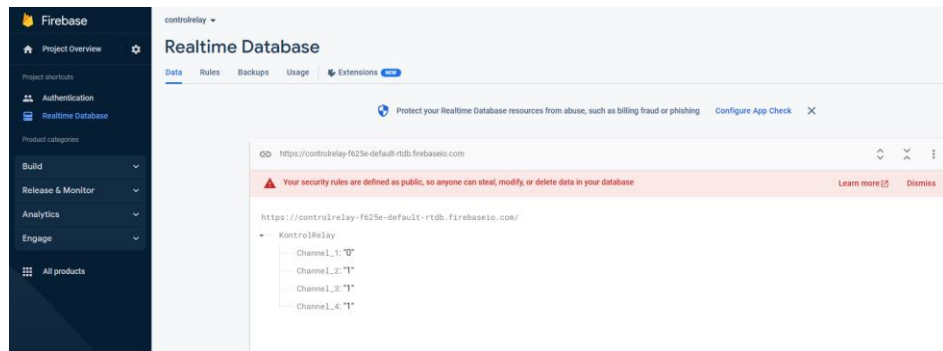 Firebase
controlrelay
Project Overview
Realtime Database
Data Rules Backups Usage Extensions NEW
Project shortcuts
Authentication
Realtime Database
Protect your Realtime Database resources from abuse, such as billing fraud or phishing Configure App Check
Product categories
https://controlrelay-f625e-default-rtdb.firebaseio.com
Build
Your security rules are defined as public, so anyone can steal, modify, or delete data in your database Learn more Dismiss
Release & Monitor
Analytics
https://controlrelay-f625e-default-rtdb.firebaseio.com/
Engage
KontrolRelay
Channel_1: "0"
All products
Channel_2: "1"
Channel_3: "1"
Channel_4: "1"